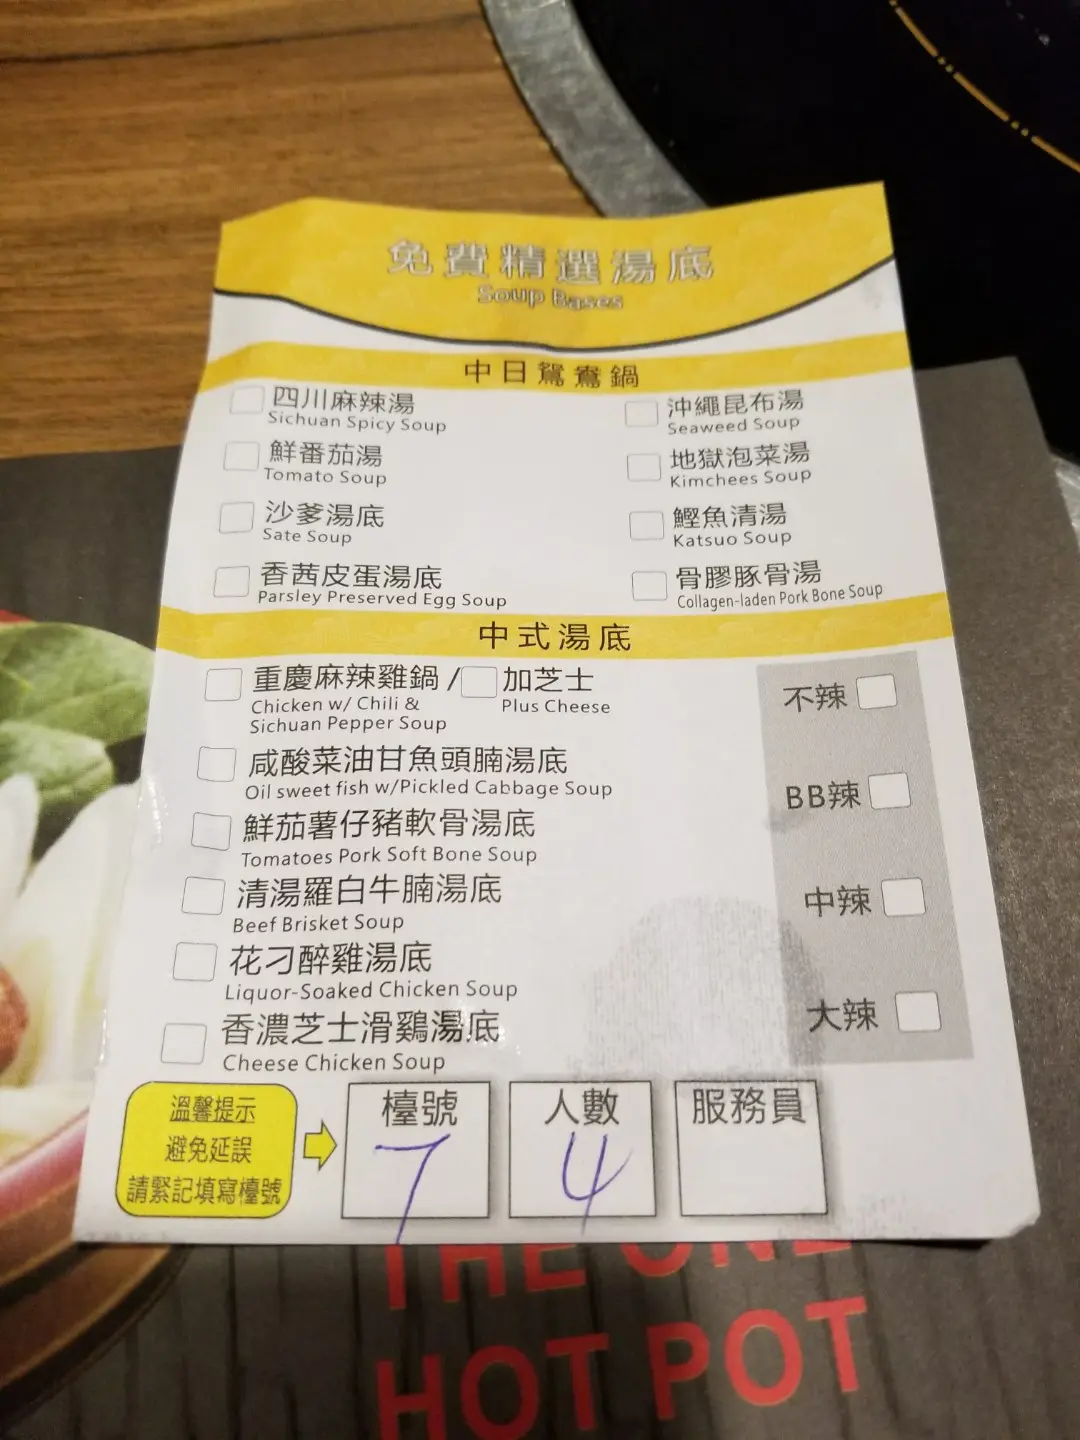 免費精選湯底
Soup Bases
中日鴛鴦鍋
四川麻辣湯
Sichuan Spicy Soup
沖繩昆布湯
Seaweed Soup
鮮番茄湯
Tomato Soup
地獄泡菜湯
Kimchees Soup
沙爹湯底
Sate Soup
鰹魚清湯
Katsuo Soup
香茜皮蛋湯底
Parsley Preserved Egg Soup
骨膠豚骨湯
Collagen-laden Pork Bone Soup
中式湯底
重慶麻辣雞鍋 / 加芝士
Chicken w/ Chili & Plus Cheese
Sichuan Pepper Soup
不辣
咸酸菜油甘魚頭腩湯底
Oil sweet fish w/Pickled Cabbage Soup
BB辣
鮮茄薯仔豬軟骨湯底
Tomatoes Pork Soft Bone Soup
清湯羅白牛腩湯底
Beef Brisket Soup
中辣
花刁醉雞湯底
Liquor-Soaked Chicken Soup
香濃芝士滑鷄湯底
Cheese Chicken Soup
大辣
溫馨提示
避免延誤
請緊記填寫檯號
檯號
7
人數
4
服務員
THE ONE
HOT POT